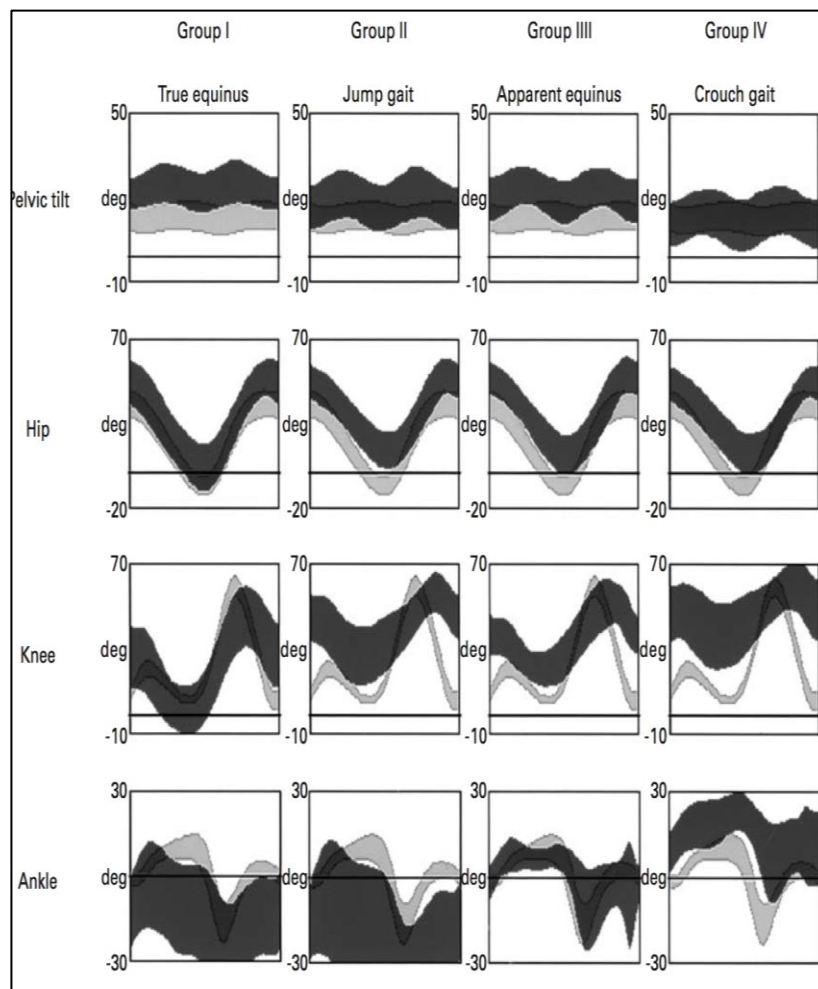 Group I Group II Group IIII Group IV
True equinus Jump gait Apparent equinus Crouch gait
50 50 50 50
Pelvic tilt deg deg deg deg
-10 -10 -10 -10
70 70 70 70
Hip deg deg deg deg
-20 -20 -20 -20
70 70 70 70
Knee deg deg deg deg
-10 -10 -10 -10
30 30 30 30
Ankle deg deg deg deg
-30 -30 -30 -30